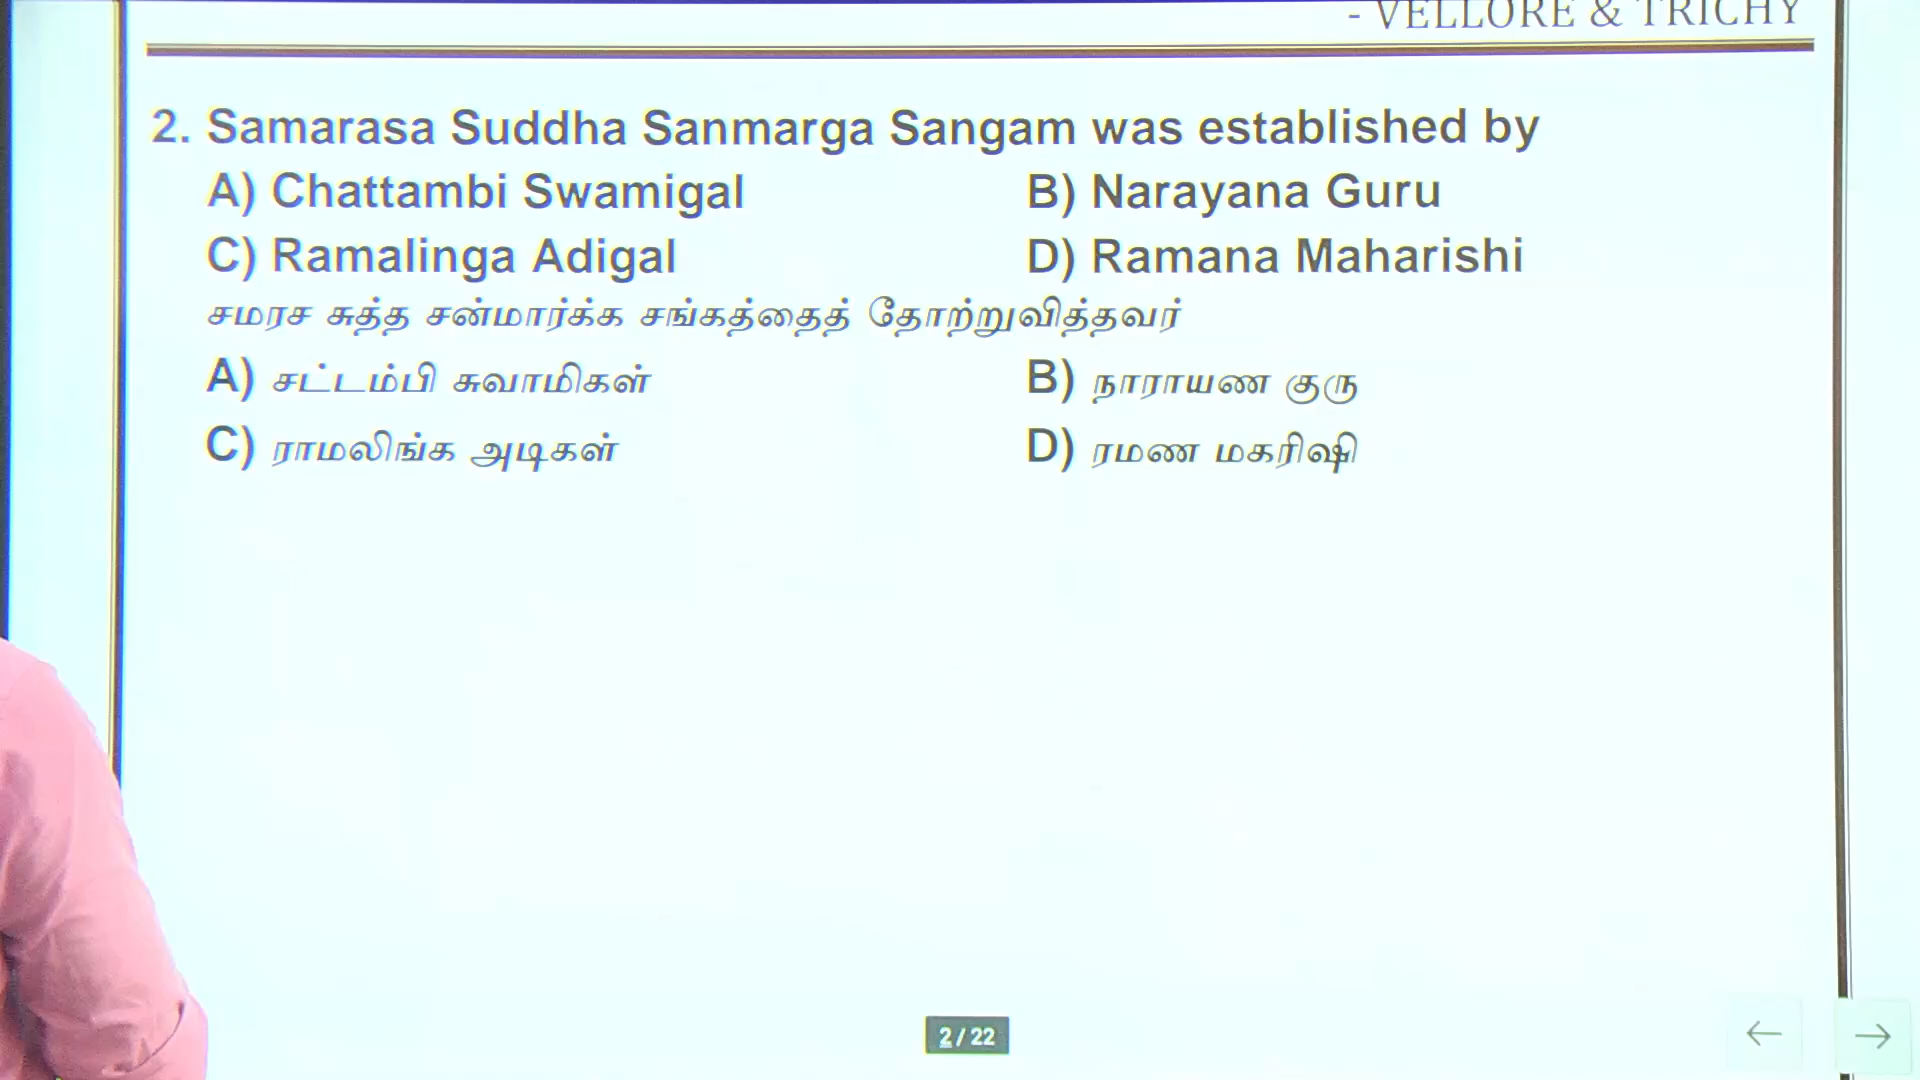 - VELLORE & TRICHY
2. Samarasa Suddha Sanmarga Sangam was established by
A) Chattambi Swamigal B) Narayana Guru
C) Ramalinga Adigal D) Ramana Maharishi
சமரச சுத்த சன்மார்க்க சங்கத்தைத் தோற்றுவித்தவர்
A) சட்டம்பி சுவாமிகள் B) நாராயண குரு
C) ராமலிங்க அடிகள் D) ரமண மகரிஷி
2 / 22